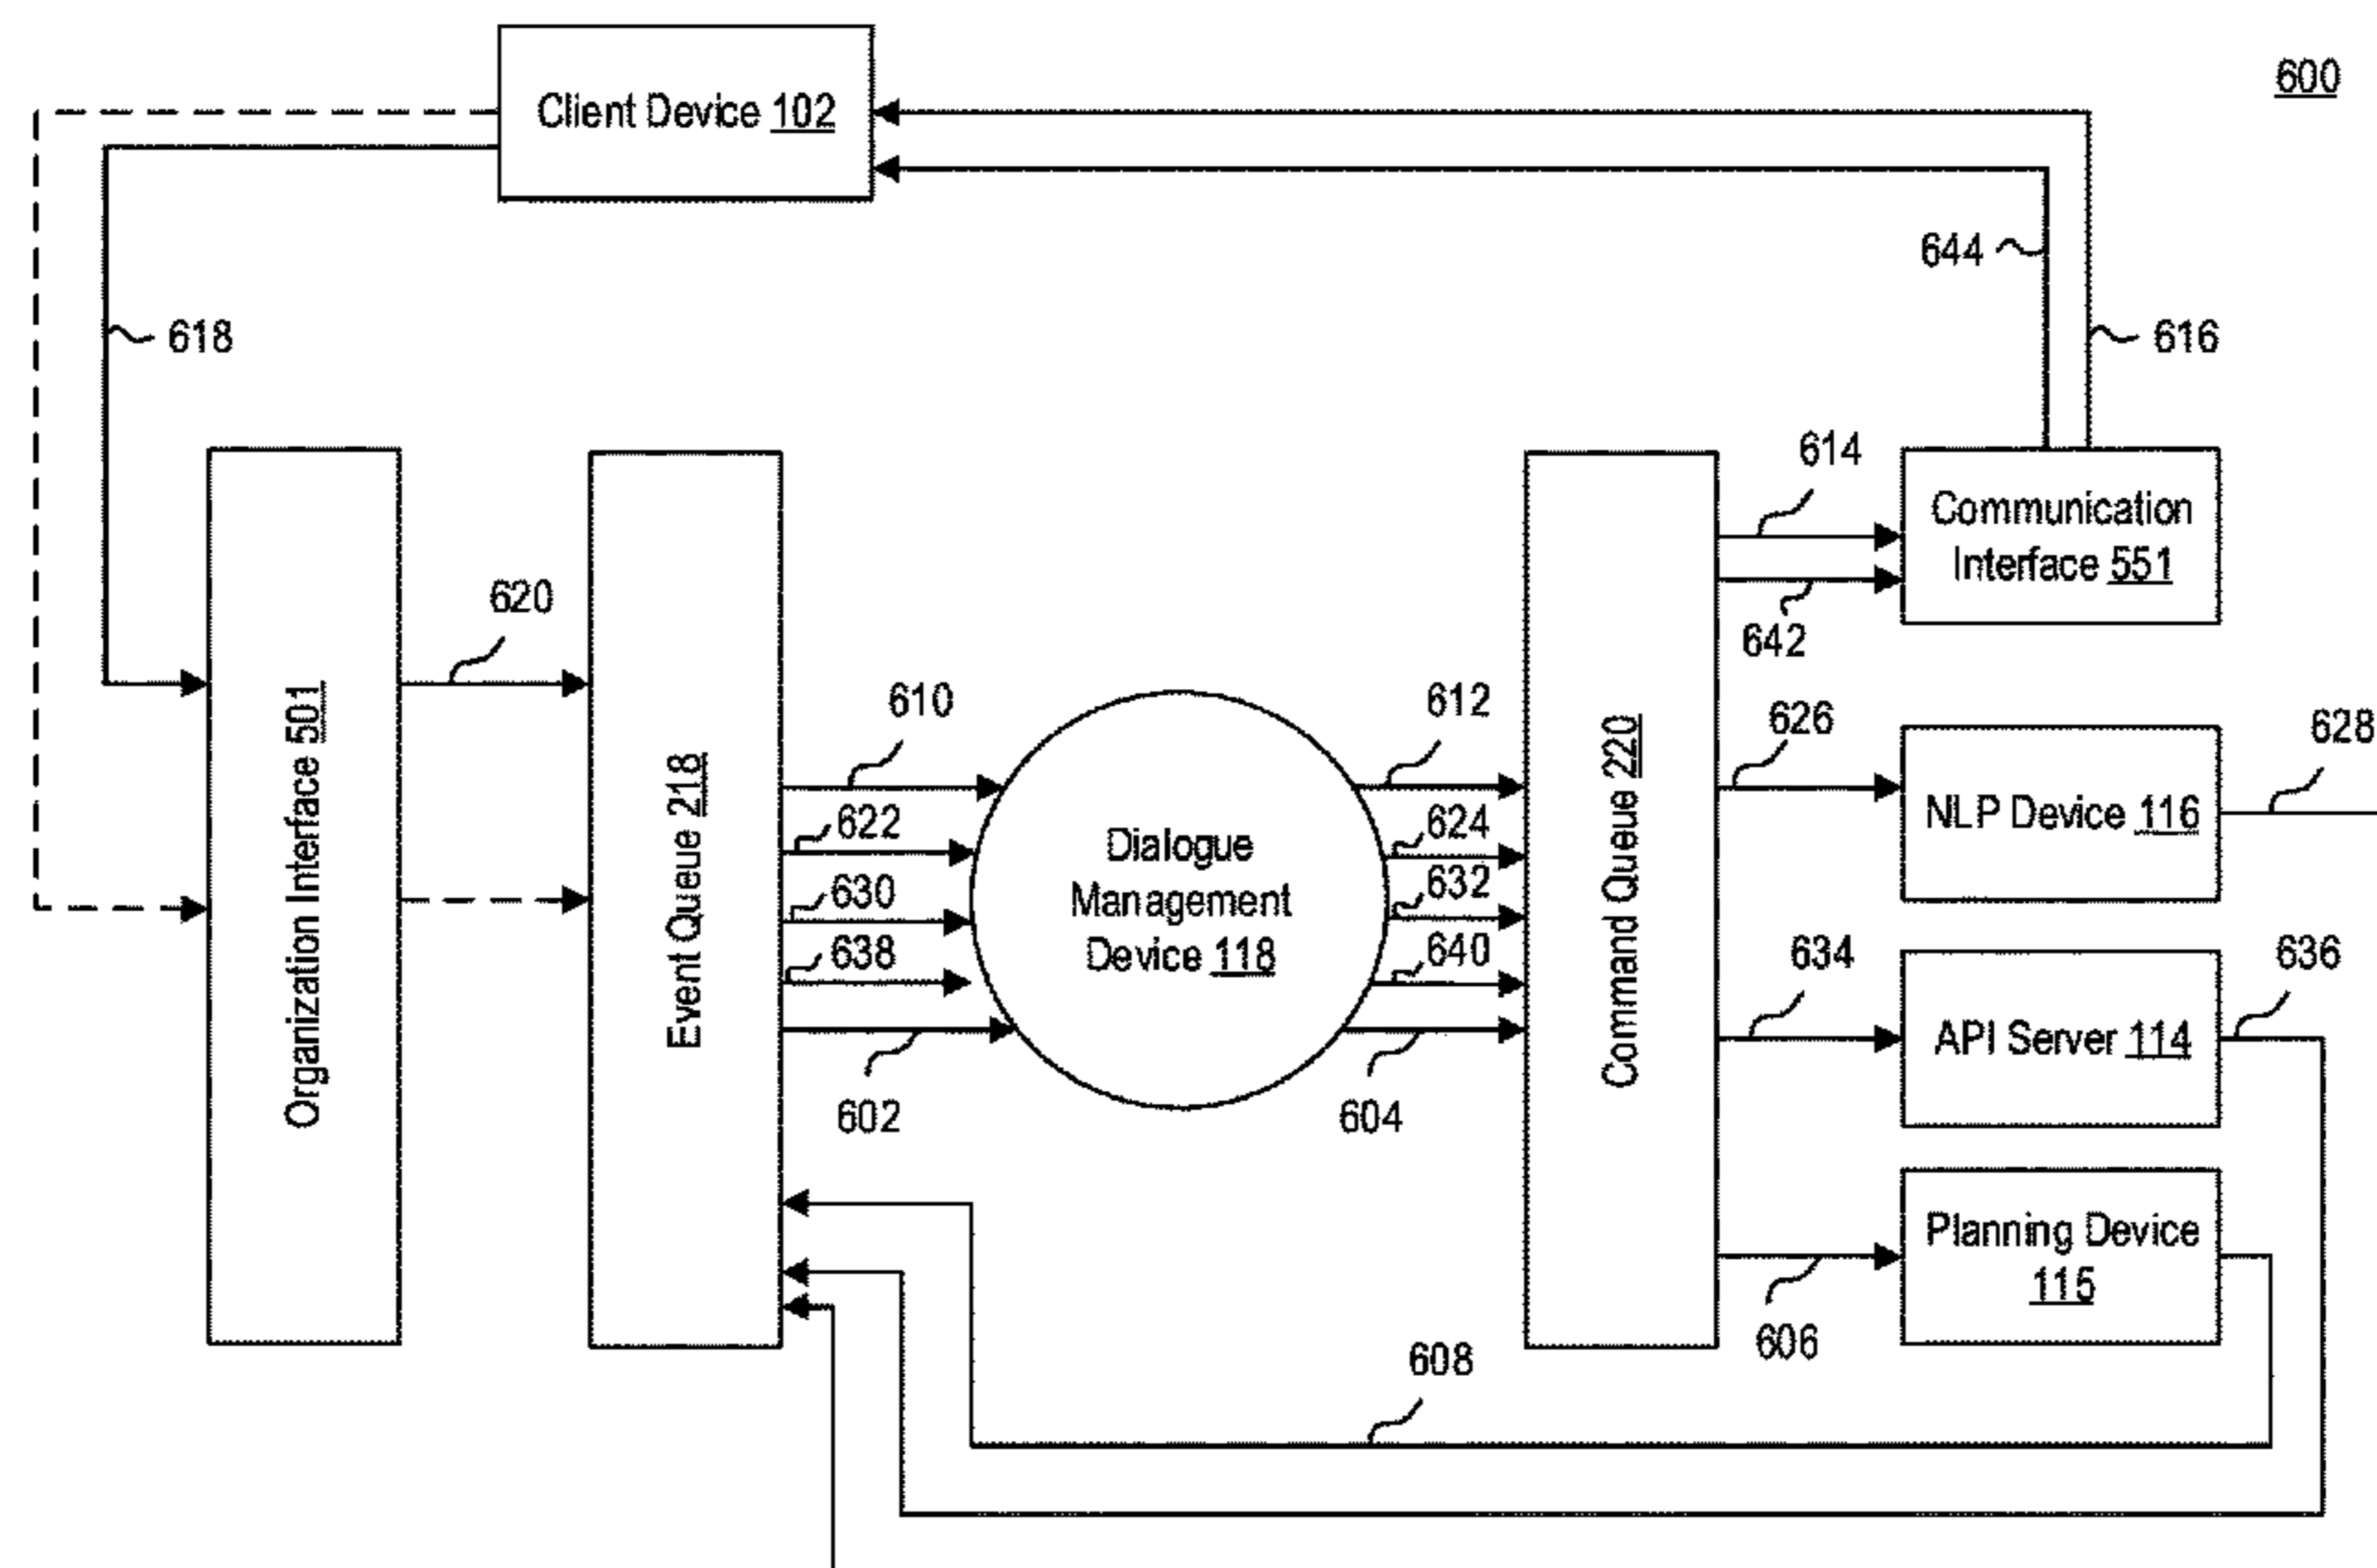 600
Client Device 102
644
618
616
614
Communication
Interface 551
620
642
610
612
626
628
Organization Interface 501
Event Queue 218
622
Dialogue
Management
Device 118
624
Command Queue 220
NLP Device 116
630
632
638
640
634
636
API Server 114
602
604
Planning Device
115
606
608